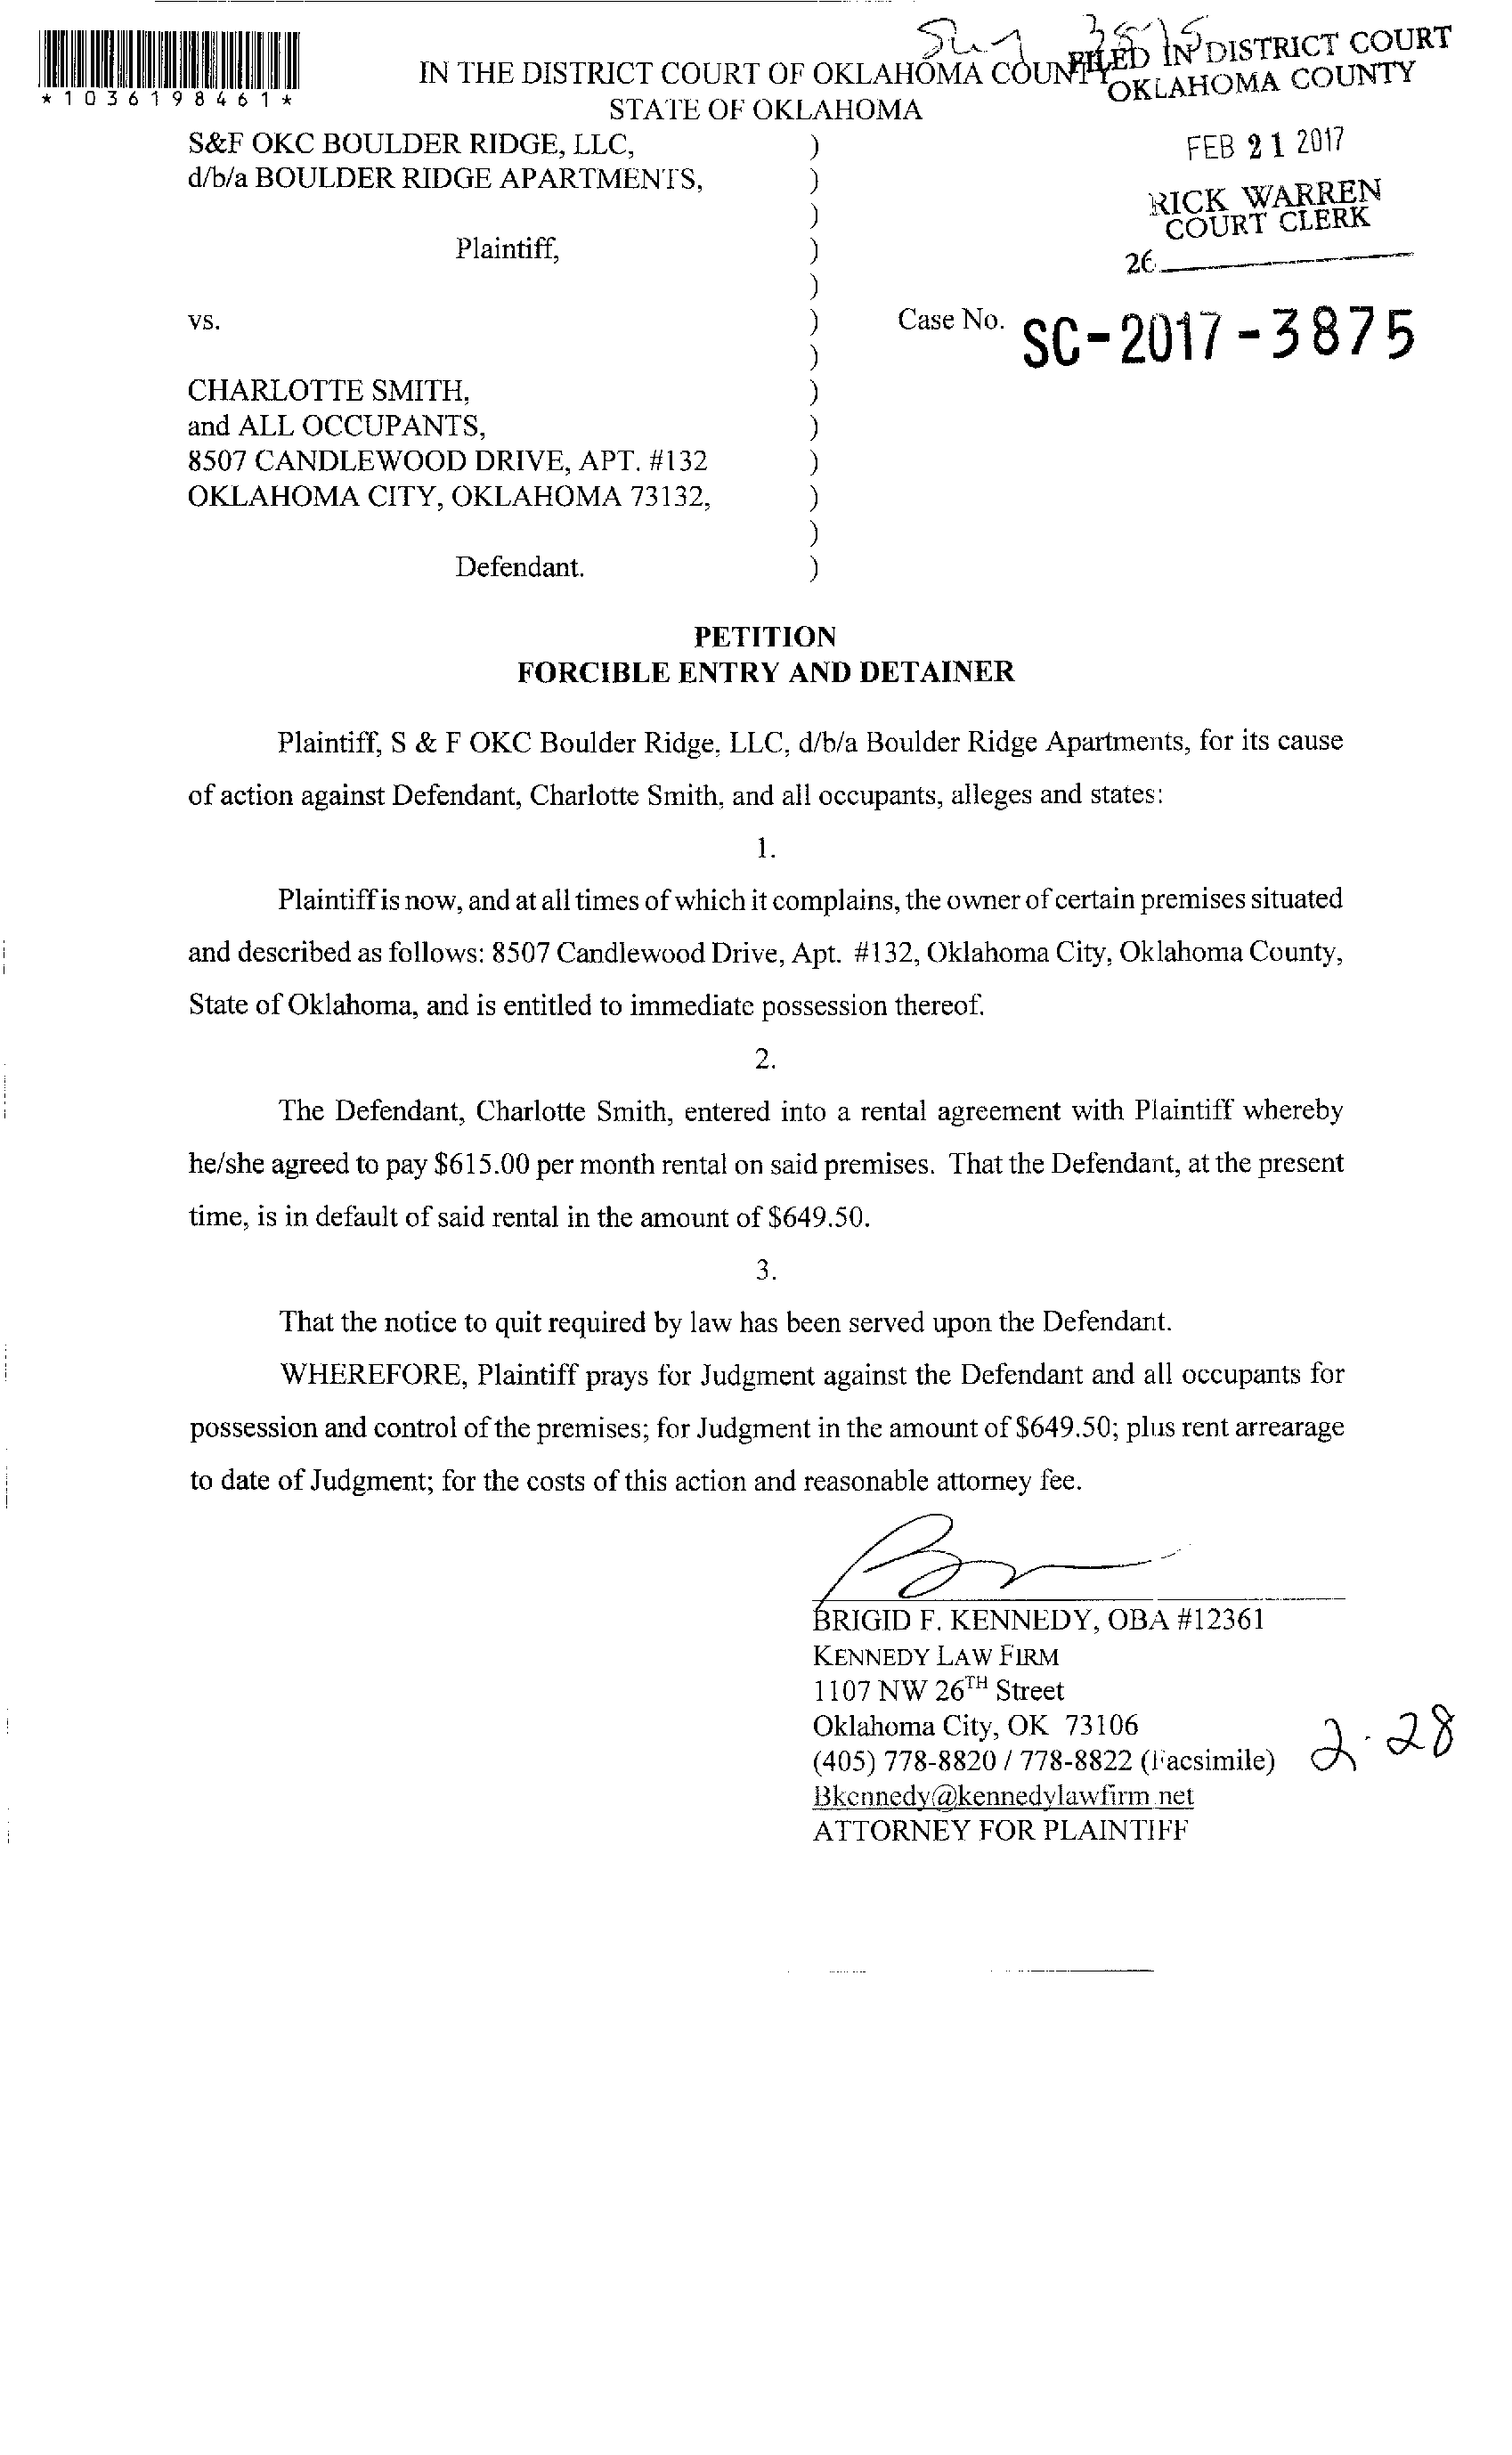 *1036198461*
IN THE DISTRICT COURT OF OKLAHOMA COUNTY
STATE OF OKLAHOMA
FILED IN DISTRICT COURT
OKLAHOMA COUNTY
FEB 21 2017
RICK WARREN
COURT CLERK
26
S&F OKC BOULDER RIDGE, LLC, )
d/b/a BOULDER RIDGE APARTMENTS, )
)
Plaintiff, )
)
vs. ) Case No. SC-2017-3875
)
CHARLOTTE SMITH, )
and ALL OCCUPANTS, )
8507 CANDLEWOOD DRIVE, APT. #132 )
OKLAHOMA CITY, OKLAHOMA 73132, )
)
Defendant. )
PETITION
FORCIBLE ENTRY AND DETAINER
Plaintiff, S & F OKC Boulder Ridge, LLC, d/b/a Boulder Ridge Apartments, for its cause
of action against Defendant, Charlotte Smith, and all occupants, alleges and states:
1.
Plaintiff is now, and at all times of which it complains, the owner of certain premises situated
and described as follows: 8507 Candlewood Drive, Apt. #132, Oklahoma City, Oklahoma County,
State of Oklahoma, and is entitled to immediate possession thereof.
2.
The Defendant, Charlotte Smith, entered into a rental agreement with Plaintiff whereby
he/she agreed to pay $615.00 per month rental on said premises. That the Defendant, at the present
time, is in default of said rental in the amount of $649.50.
3.
That the notice to quit required by law has been served upon the Defendant.
WHEREFORE, Plaintiff prays for Judgment against the Defendant and all occupants for
possession and control of the premises; for Judgment in the amount of $649.50; plus rent arrearage
to date of Judgment; for the costs of this action and reasonable attorney fee.
BRIGID F. KENNEDY, OBA #12361
KENNEDY LAW FIRM
1107 NW 26TH Street
Oklahoma City, OK 73106
(405) 778-8820 / 778-8822 (Facsimile)
Bkennedy@kennedylawfirm.net
ATTORNEY FOR PLAINTIFF
2.28